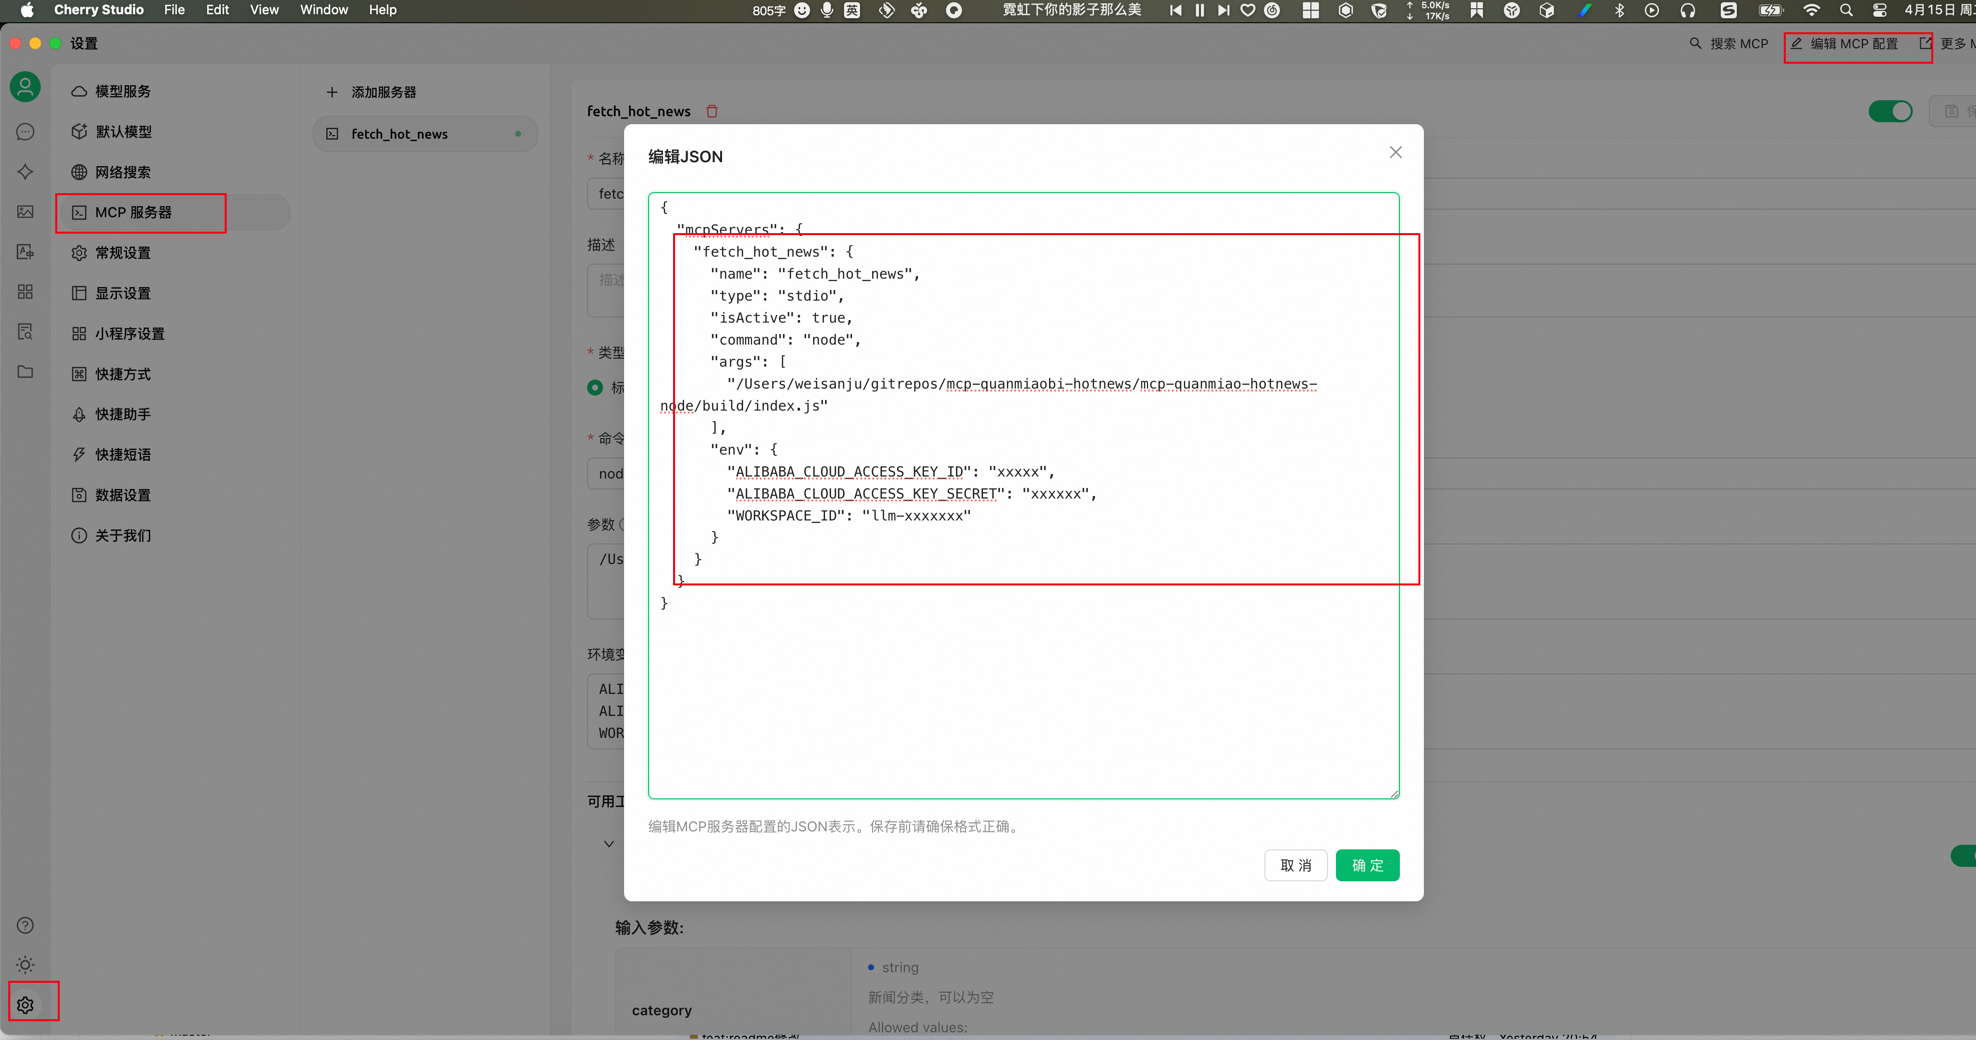 Cherry Studio File Edit View Window Help 805字 英 霓虹下你的影子那么美 5.0K/s 17K/s 4月15日 周
设置
搜索 MCP 编辑 MCP 配置 更多 M
模型服务
默认模型
网络搜索
MCP 服务器
常规设置
显示设置
小程序设置
快捷方式
快捷助手
快捷短语
数据设置
关于我们
添加服务器
fetch_hot_news
fetch_hot_news
* 名称
fetc
描述
描述
* 类型
标
* 命令
nod
参数
/Us
环境变
ALI
ALI
WOR
可用工
编辑JSON
{
"mcpServers": {
"fetch_hot_news": {
"name": "fetch_hot_news",
"type": "stdio",
"isActive": true,
"command": "node",
"args": [
"/Users/weisanju/gitrepos/mcp-quanmiaobi-hotnews/mcp-quanmiao-hotnews-
node/build/index.js"
],
"env": {
"ALIBABA_CLOUD_ACCESS_KEY_ID": "xxxxx",
"ALIBABA_CLOUD_ACCESS_KEY_SECRET": "xxxxxx",
"WORKSPACE_ID": "llm-xxxxxxx"
}
}
}
}
编辑MCP服务器配置的JSON表示。保存前请确保格式正确。
取 消 确 定
输入参数:
category
string
新闻分类，可以为空
Allowed values: